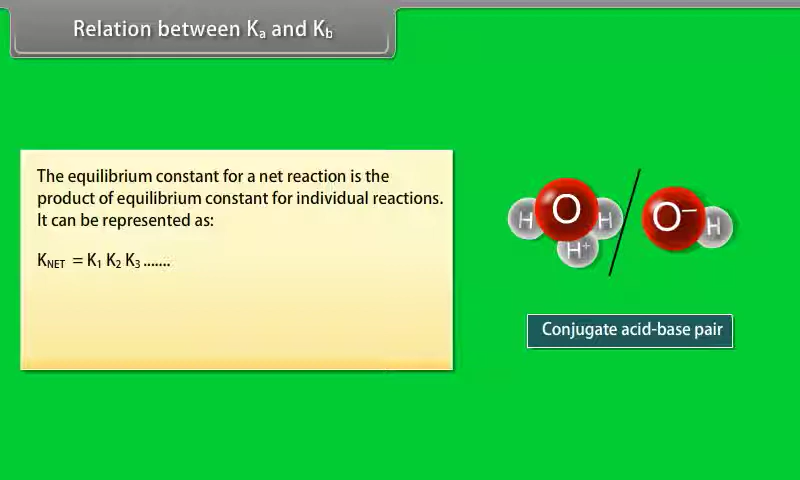 Relation between Ka and Kb
The equilibrium constant for a net reaction is the
product of equilibrium constant for individual reactions.
It can be represented as:
KNET = K1 K2 K3 .......
H O H
H+
O− H
Conjugate acid-base pair